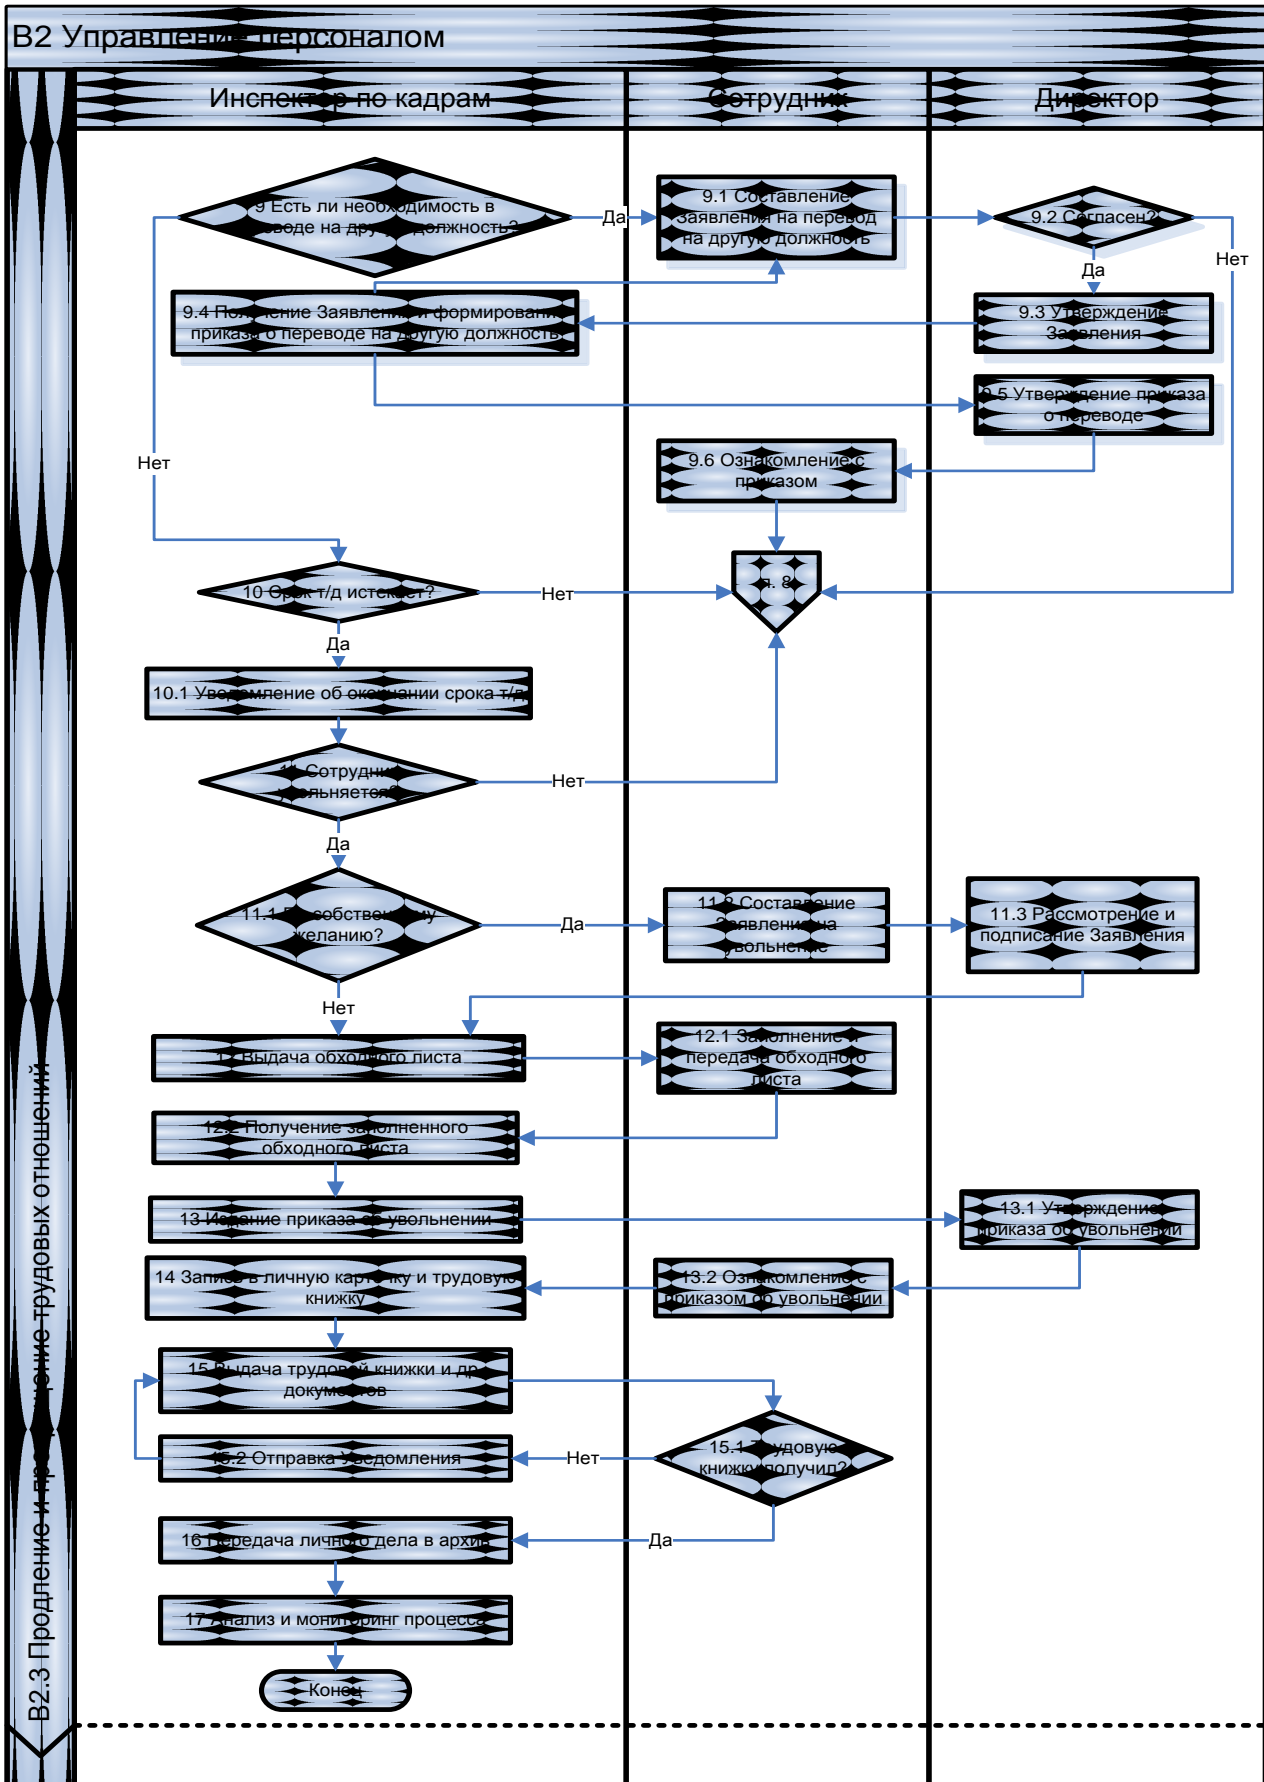 В2 Управление персоналом
Инспектор по кадрам
Сотрудник
Директор
В2.3 Продление и прекращение трудовых отношений
9 Есть ли необходимость в
переводе на другую должность?
Да
9.1 Составление
Заявления на перевод
на другую должность
9.2 Согласен?
Нет
Да
9.4 Получение Заявления и формирование
приказа о переводе на другую должность
9.3 Утверждение
Заявления
9.5 Утверждение приказа
о переводе
Нет
9.6 Ознакомление с
приказом
10 Срок т/д истекает?
Нет
п. 8
Да
10.1 Уведомление об окончании срока т/д
11 Сотрудник
увольняется?
Нет
Да
11.1 По собственному
желанию?
Да
11.2 Составление
Заявления на
увольнение
11.3 Рассмотрение и
подписание Заявления
Нет
12 Выдача обходного листа
12.1 Заполнение и
передача обходного
листа
12.2 Получение заполненного
обходного листа
13 Издание приказа об увольнении
13.1 Утверждение
приказа об увольнении
14 Запись в личную карточку и трудовую
книжку
13.2 Ознакомление с
приказом об увольнении
15 Выдача трудовой книжки и др.
документов
15.2 Отправка Уведомления
Нет
15.1 Трудовую
книжку получил?
16 Передача личного дела в архив
Да
17 Анализ и мониторинг процесса
Конец